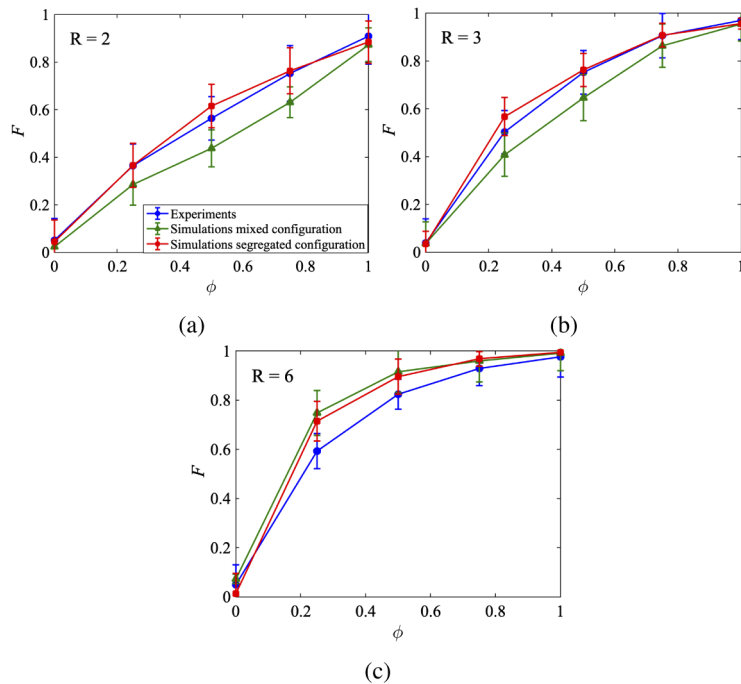 R = 2
F
1
0.8
0.6
0.4
0.2
0
Experiments
Simulations mixed configuration
Simulations segregated configuration
0 0.2 0.4 0.6 0.8 1
ϕ
(a)
R = 3
F
1
0.8
0.6
0.4
0.2
0
0 0.2 0.4 0.6 0.8 1
ϕ
(b)
R = 6
F
1
0.8
0.6
0.4
0.2
0
0 0.2 0.4 0.6 0.8 1
ϕ
(c)